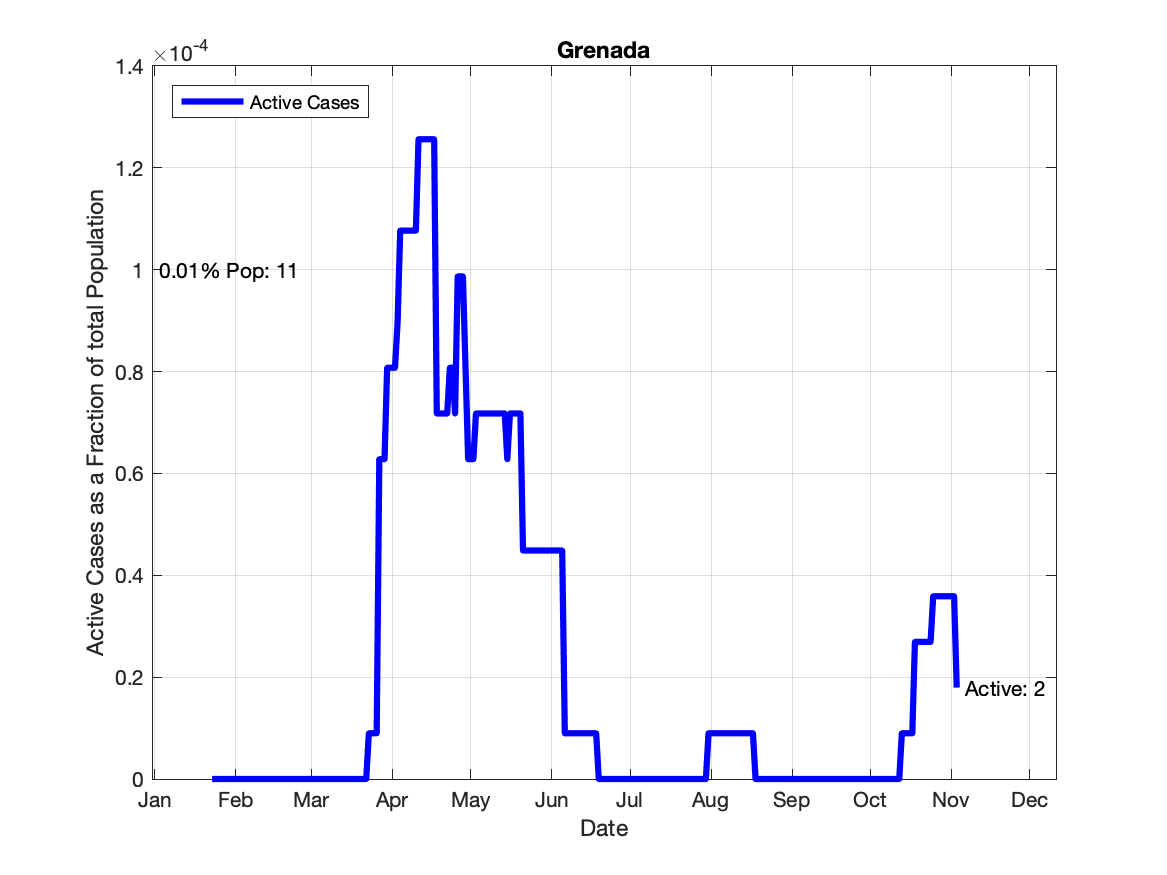 Grenada
×10⁻⁴
Active Cases
1.4
1.2
1
0.8
0.6
0.4
0.2
0
0.01% Pop: 11
Active: 2
Active Cases as a Fraction of total Population
Jan Feb Mar Apr May Jun Jul Aug Sep Oct Nov Dec
Date